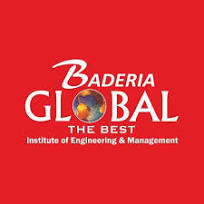 BADERIA
GLOBAL
THE BEST
Institute of Engineering & Management